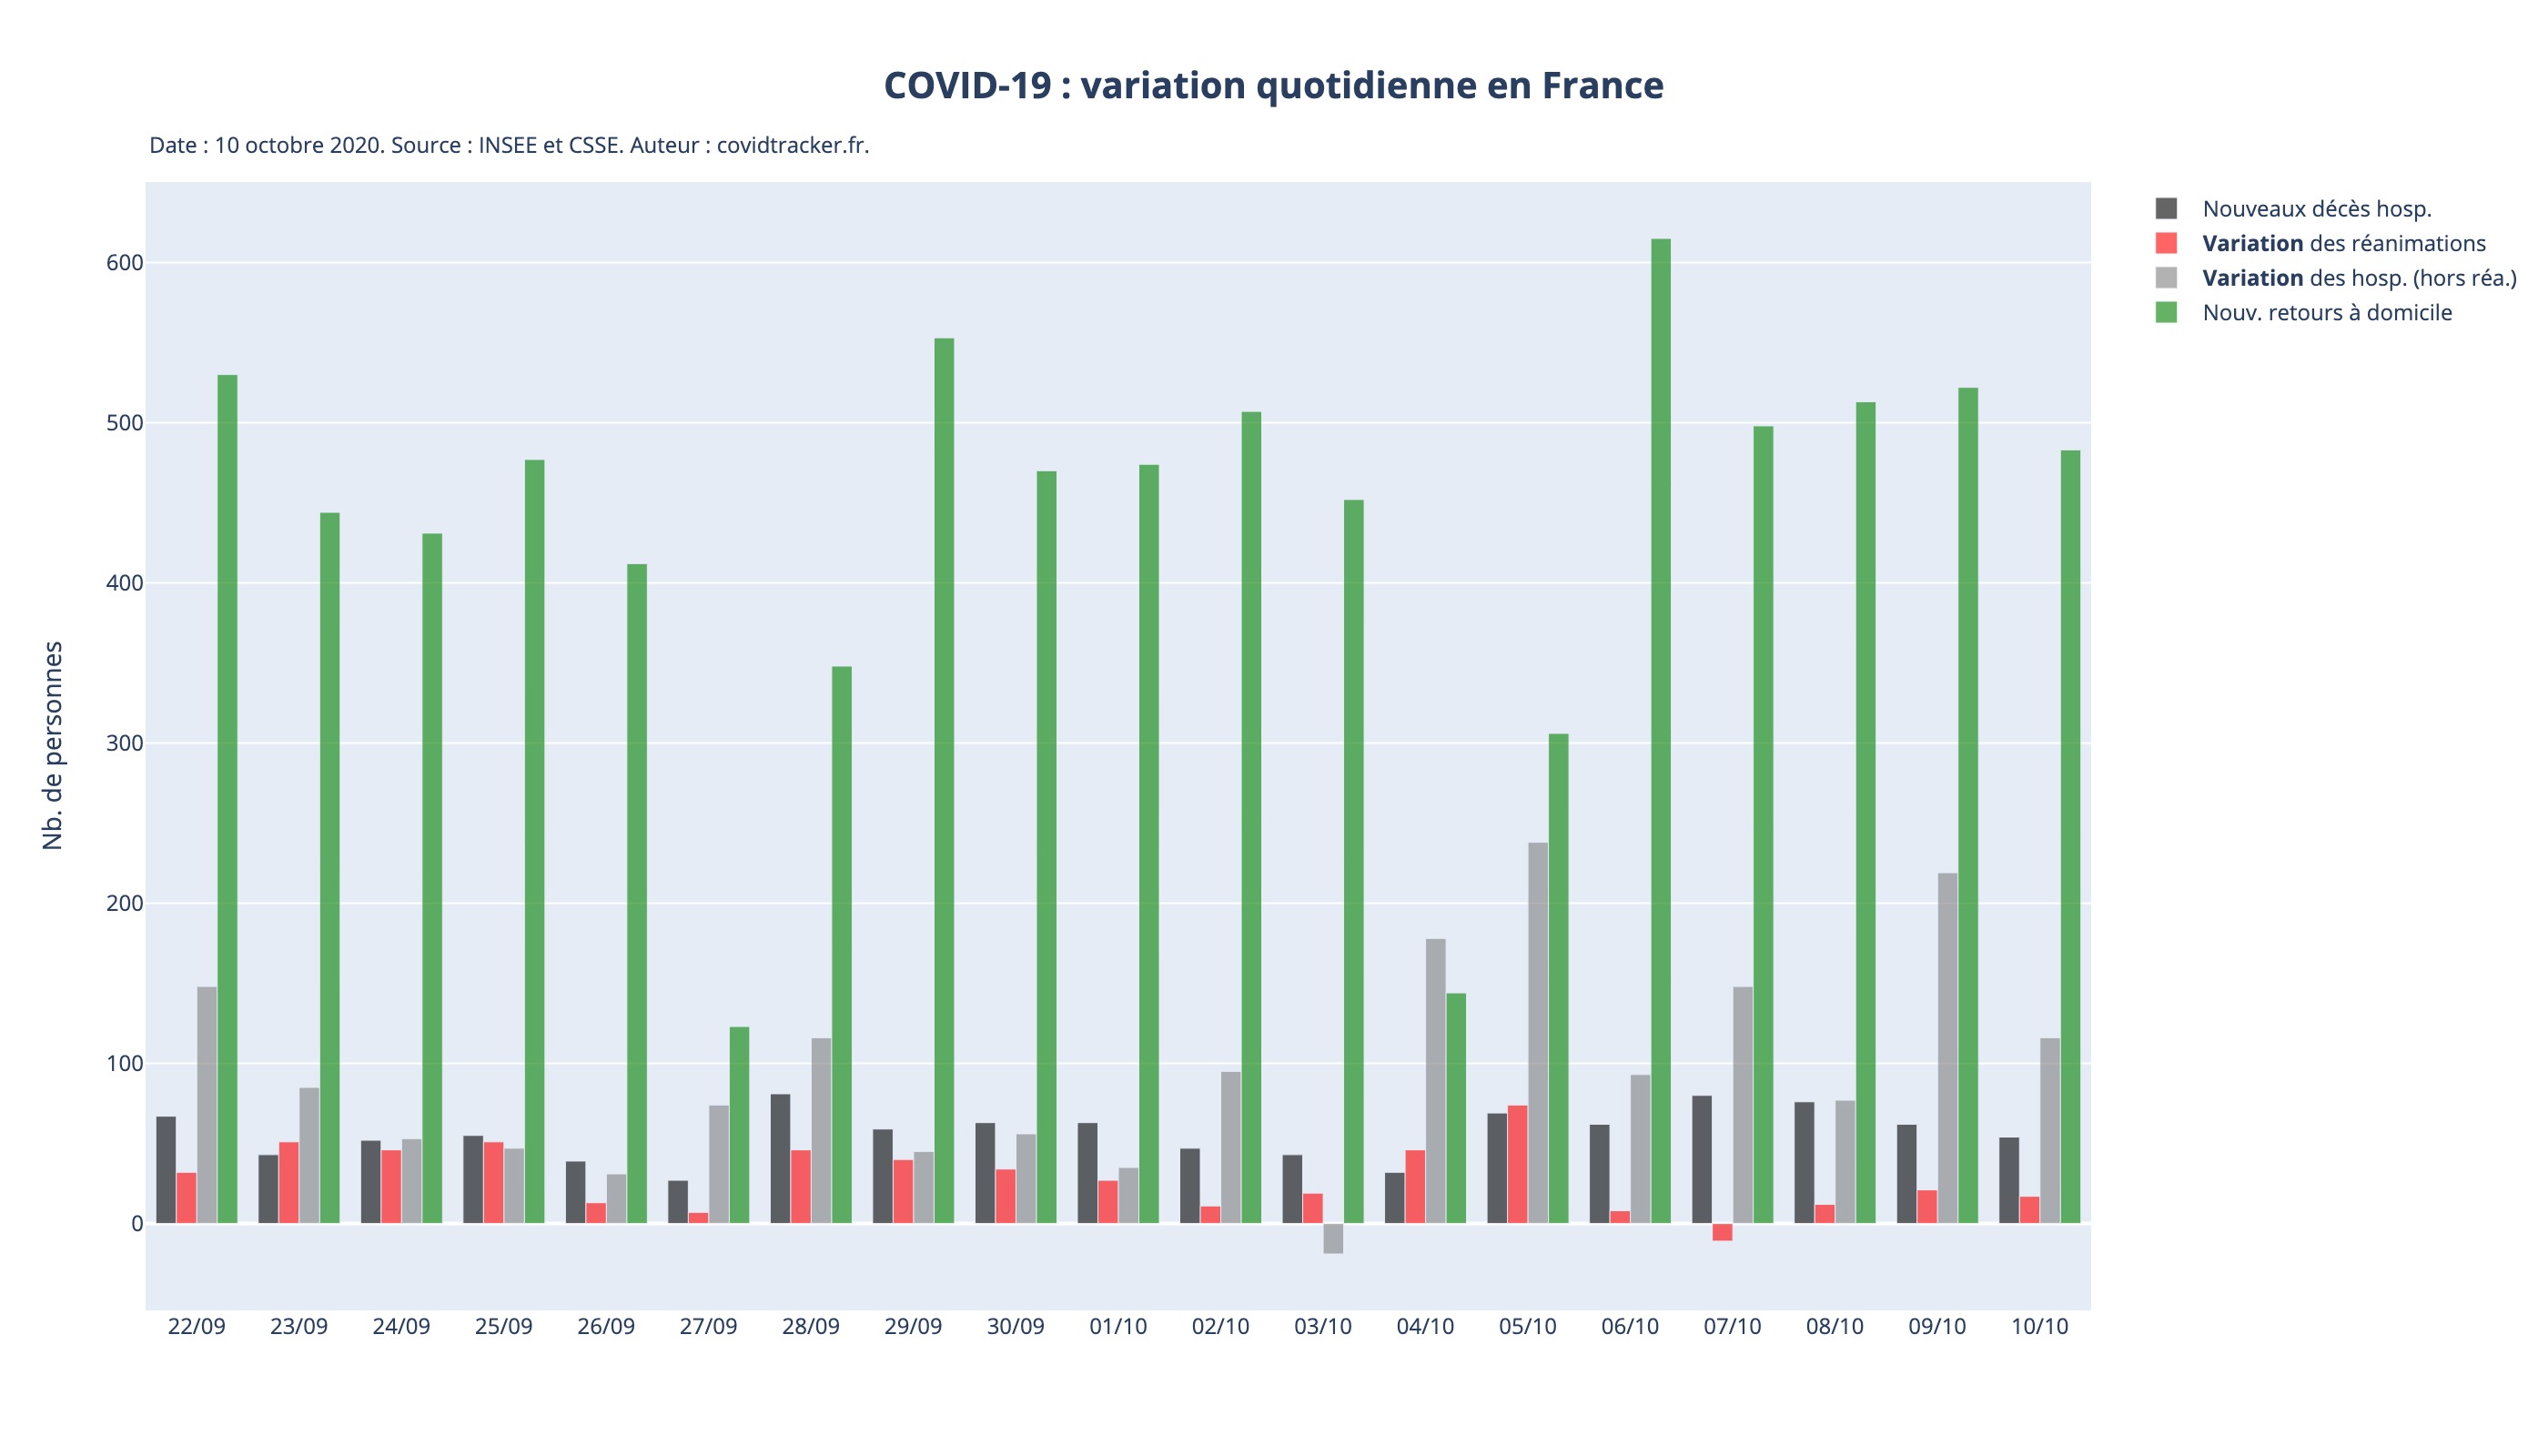 COVID-19 : variation quotidienne en France
Date : 10 octobre 2020. Source : INSEE et CSSE. Auteur : covidtracker.fr.
Nouveaux décès hosp.
Variation des réanimations
Variation des hosp. (hors réa.)
Nouv. retours à domicile
Nb. de personnes
600
500
400
300
200
100
0
22/09 23/09 24/09 25/09 26/09 27/09 28/09 29/09 30/09 01/10 02/10 03/10 04/10 05/10 06/10 07/10 08/10 09/10 10/10